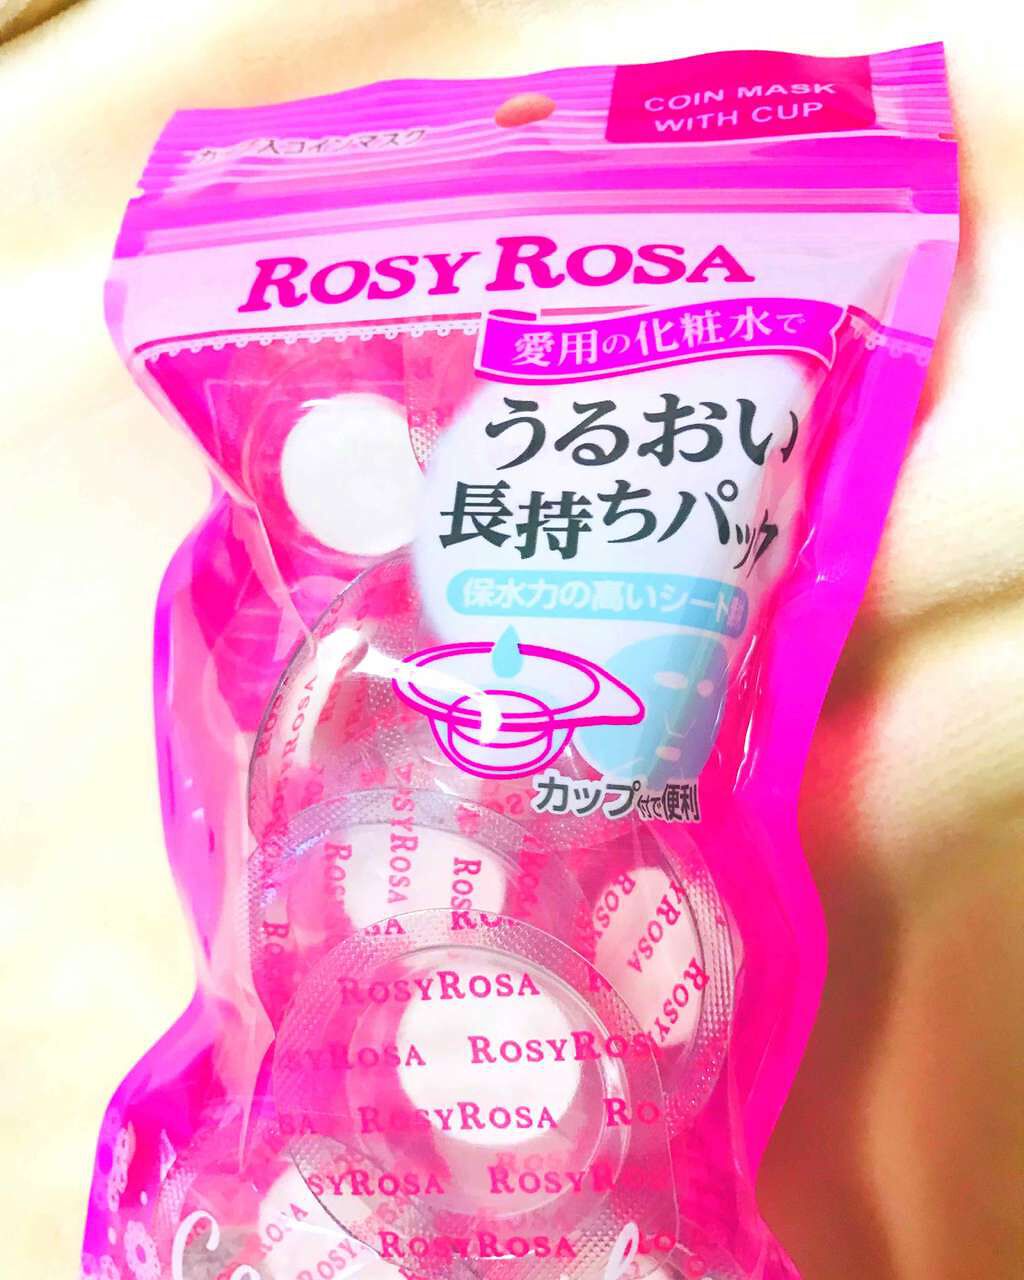 COIN MASK
WITH CUP
カップ入コインマスク
ROSY ROSA
愛用の化粧水で
うるおい
長持ちパック
保水力の高いシート
カップ付で便利
ROSYROSA
ROSYROSA
ROSYROSA
ROSYROSA
ROSYROSA
ROSYROSA